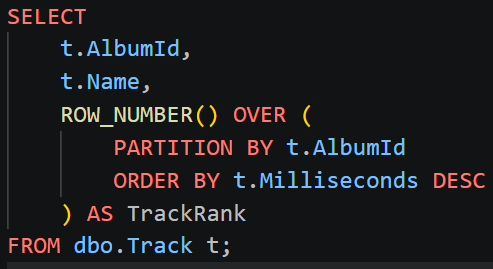 SELECT
    t.AlbumId,
    t.Name,
    ROW_NUMBER() OVER (
        PARTITION BY t.AlbumId
        ORDER BY t.Milliseconds DESC
    ) AS TrackRank
FROM dbo.Track t;